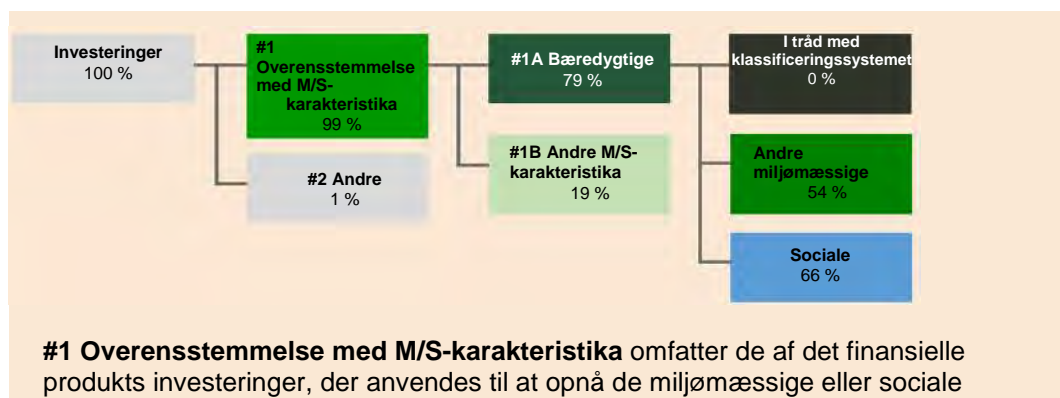 Investeringer
100 %
#1
Overensstemmelse
med M/S-
karakteristika
99 %
#2 Andre
1 %
#1A Bæredygtige
79 %
#1B Andre M/S-
karakteristika
19 %
I tråd med
klassificeringssystemet
0 %
Andre
miljømæssige
54 %
Sociale
66 %
#1 Overensstemmelse med M/S-karakteristika omfatter de af det finansielle
produkts investeringer, der anvendes til at opnå de miljømæssige eller sociale